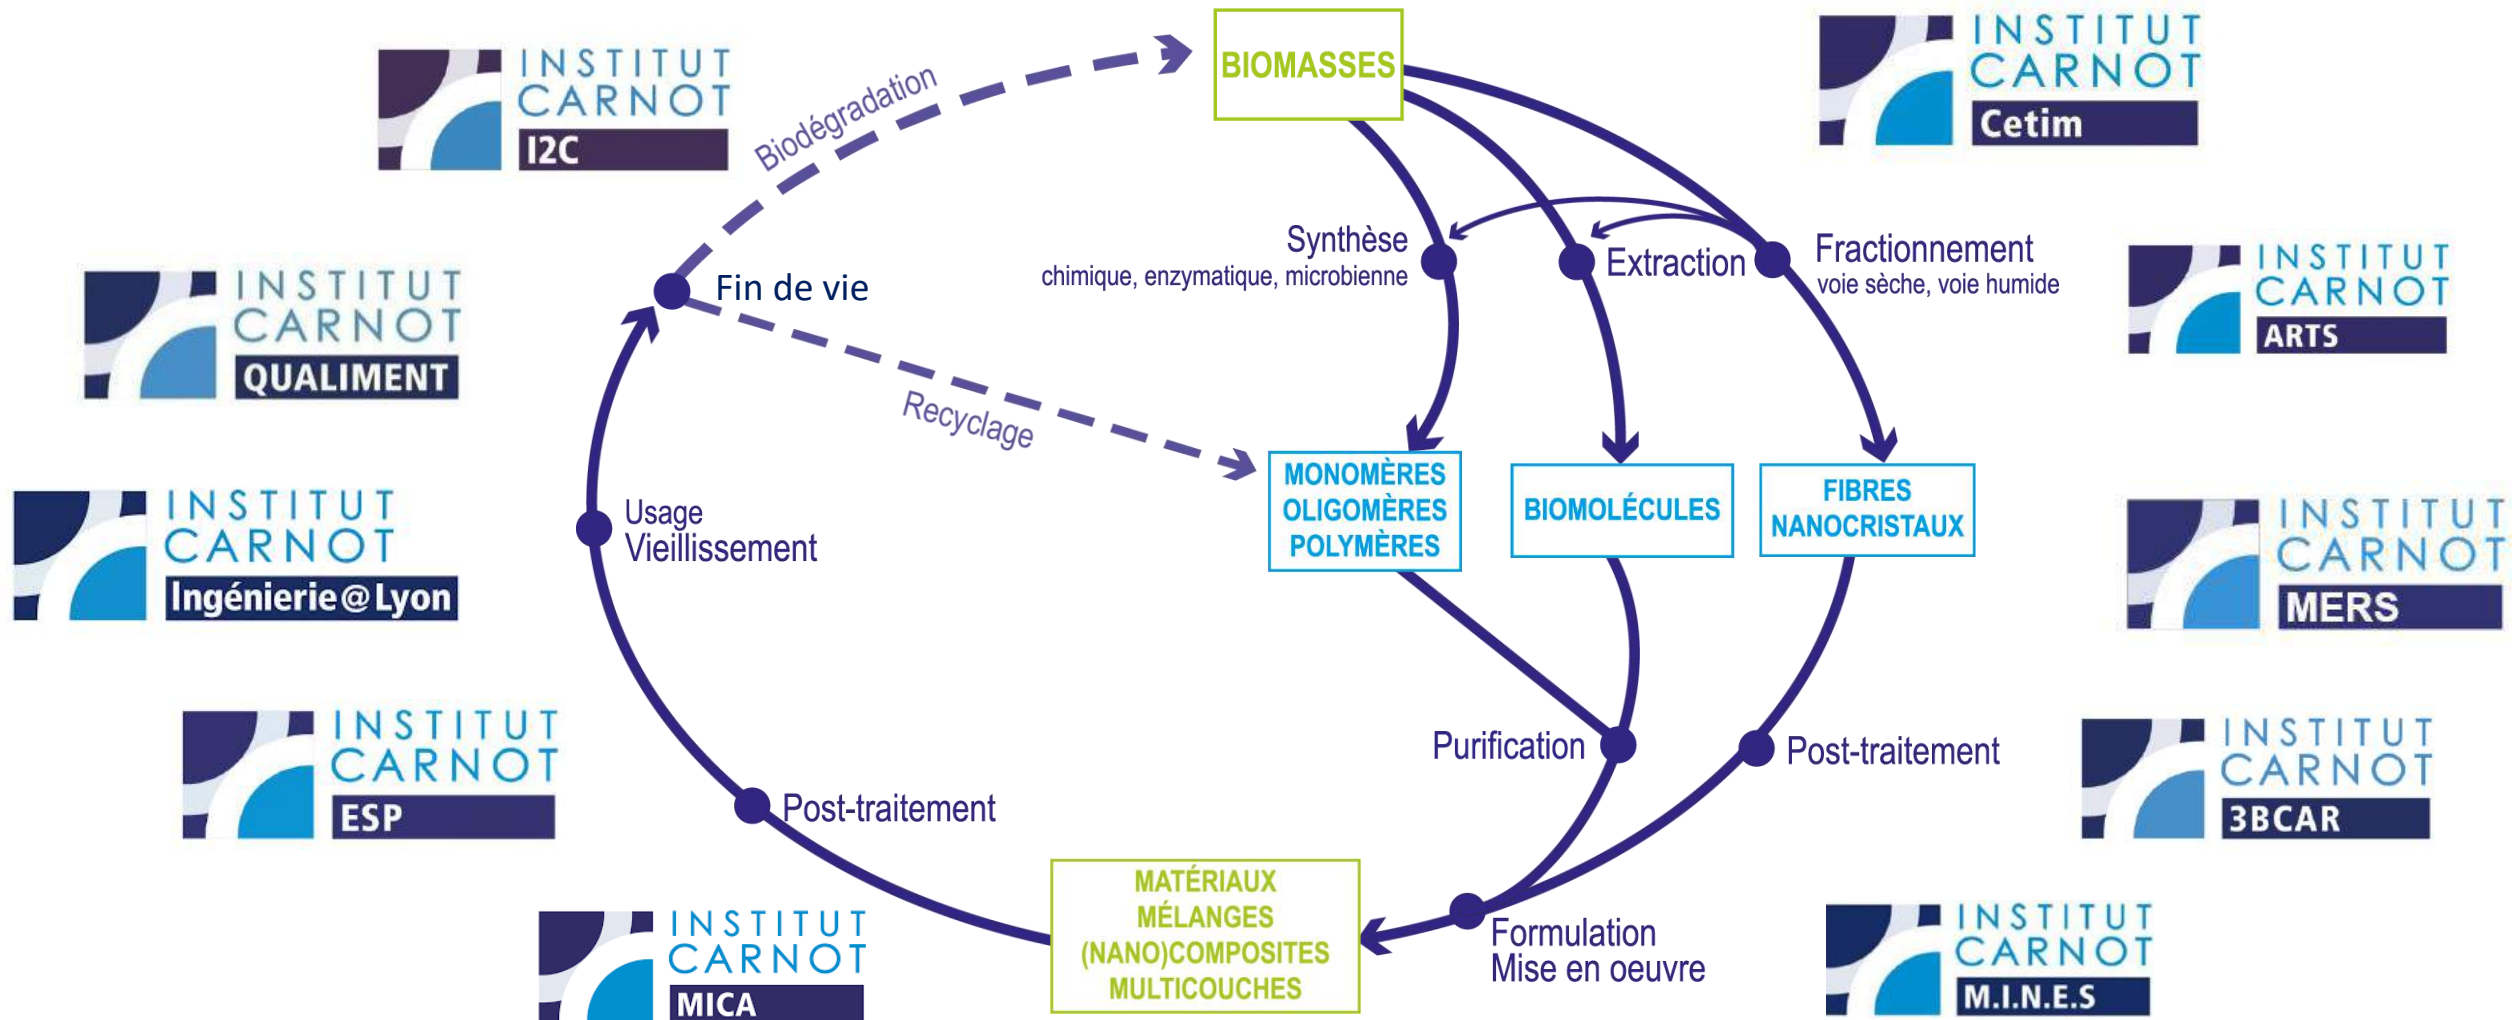 BIOMASSES
INSTITUT
CARNOT
Cetim
INSTITUT
CARNOT
I2C
Biodégradation
Synthèse
chimique, enzymatique, microbienne
Extraction
Fractionnement
voie sèche, voie humide
INSTITUT
CARNOT
ARTS
Fin de vie
INSTITUT
CARNOT
QUALIMENT
Recyclage
MONOMÈRES
OLIGOMÈRES
POLYMÈRES
BIOMOLÉCULES
FIBRES
NANOCRISTAUX
INSTITUT
CARNOT
MERS
Usage
Vieillissement
INSTITUT
CARNOT
Ingénierie@Lyon
Purification
Post-traitement
INSTITUT
CARNOT
3BCAR
INSTITUT
CARNOT
ESP
Post-traitement
MATÉRIAUX
MÉLANGES
(NANO)COMPOSITES
MULTICOUCHES
Formulation
Mise en oeuvre
INSTITUT
CARNOT
M.I.N.E.S
INSTITUT
CARNOT
MICA